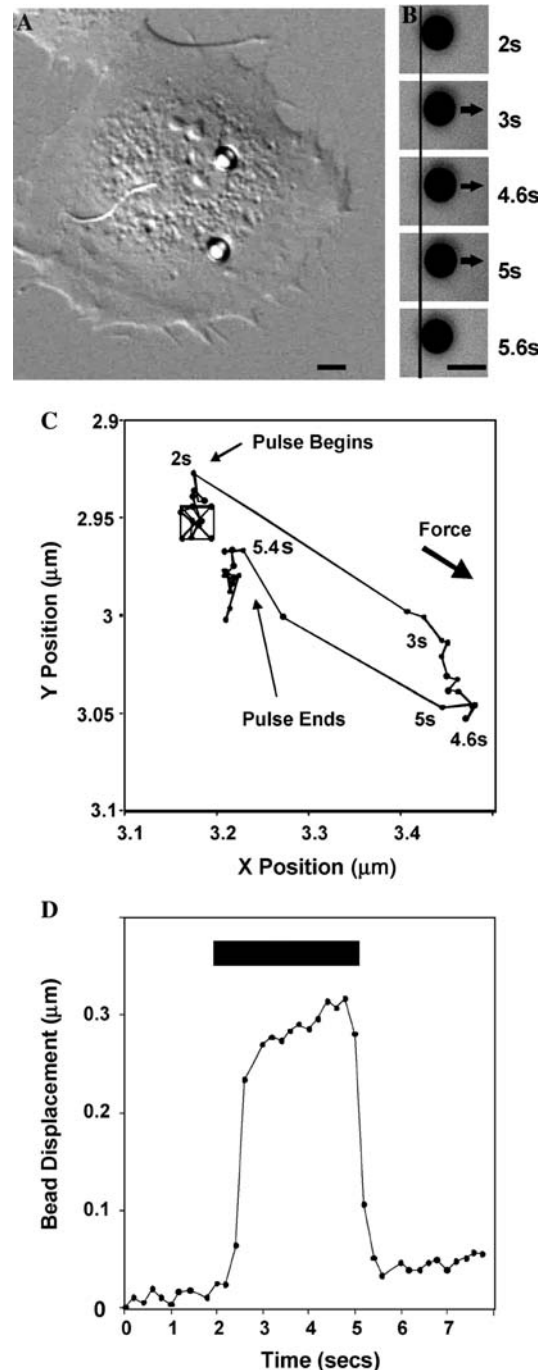 A
B
2s
3s
4.6s
5s
5.6s
C
2.9
2.95
3
3.05
3.1
Y Position (μm)
2s
Pulse Begins
5.4s
Force
3s
Pulse Ends
5s
4.6s
3.1 3.2 3.3 3.4
X Position (μm)
D
0.3
0.2
0.1
0
Bead Displacement (μm)
0 1 2 3 4 5 6 7
Time (secs)